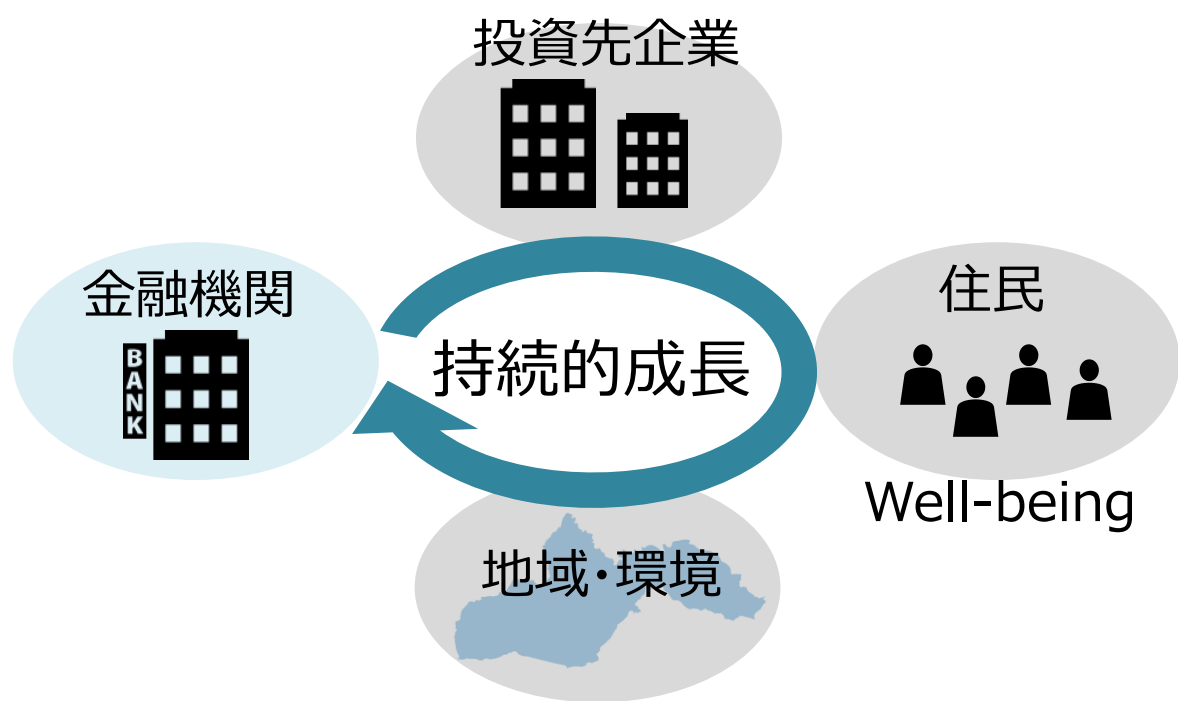 投資先企業
金融機関
BANK
持続的成長
住民
Well-being
地域・環境